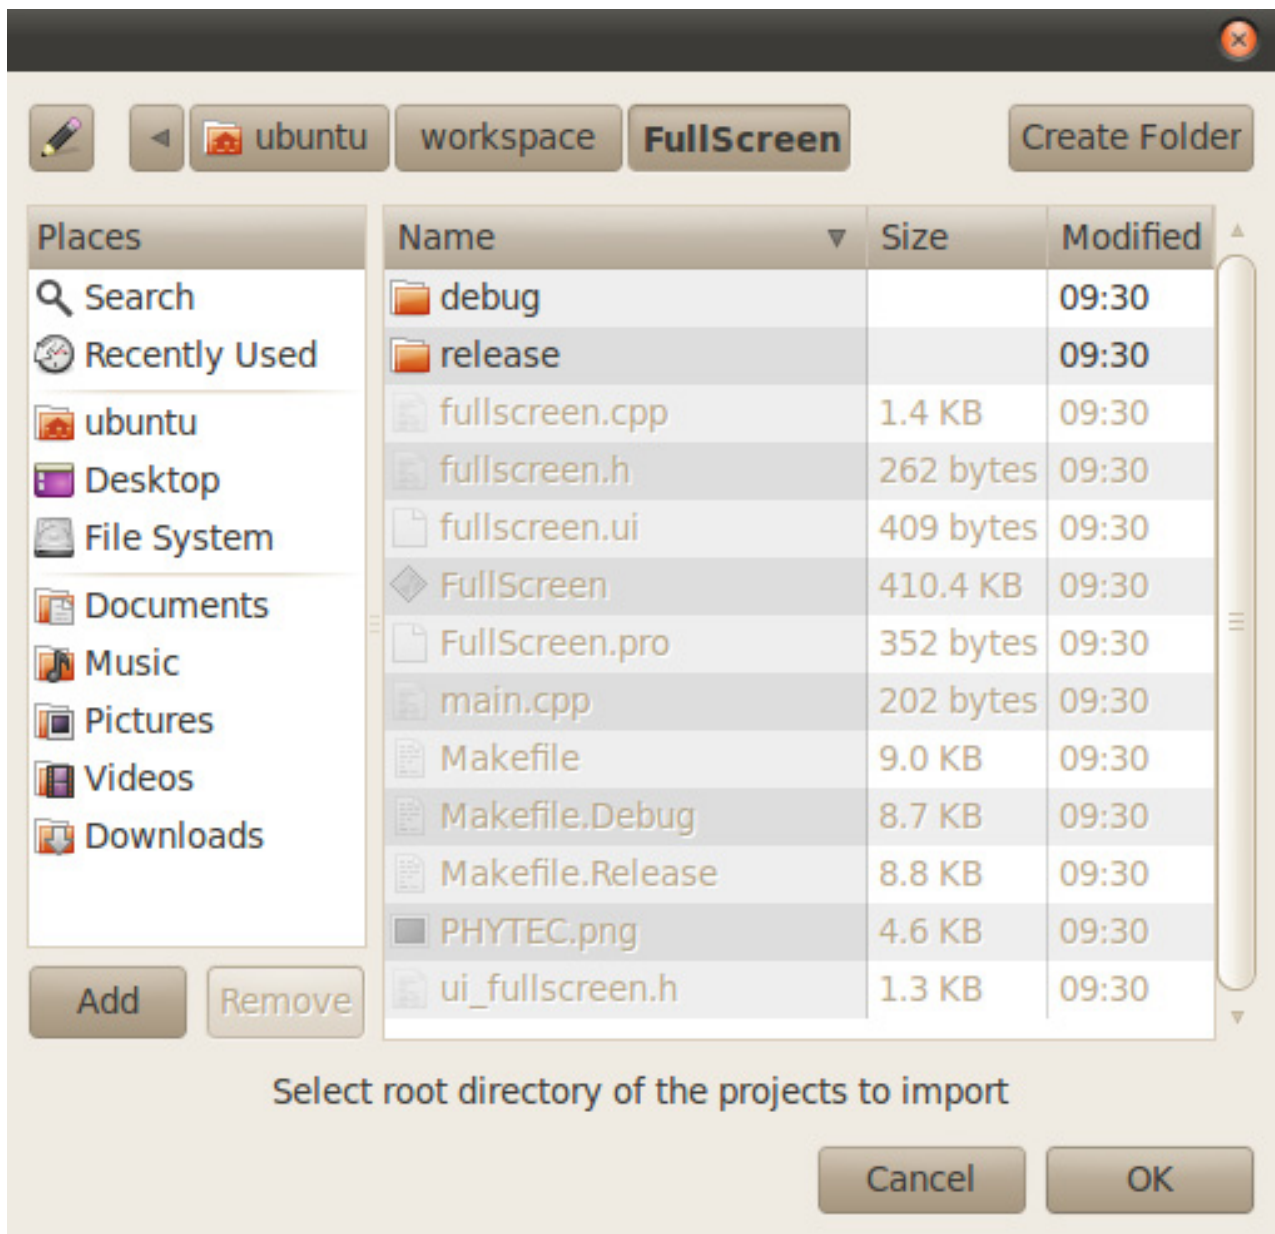 ubuntu workspace FullScreen Create Folder
Places
Search
Recently Used
ubuntu
Desktop
File System
Documents
Music
Pictures
Videos
Downloads
Add Remove
Name Size Modified
debug 09:30
release 09:30
fullscreen.cpp 1.4 KB 09:30
fullscreen.h 262 bytes 09:30
fullscreen.ui 409 bytes 09:30
FullScreen 410.4 KB 09:30
FullScreen.pro 352 bytes 09:30
main.cpp 202 bytes 09:30
Makefile 9.0 KB 09:30
Makefile.Debug 8.7 KB 09:30
Makefile.Release 8.8 KB 09:30
PHYTEC.png 4.6 KB 09:30
ui_fullscreen.h 1.3 KB 09:30
Select root directory of the projects to import
Cancel OK